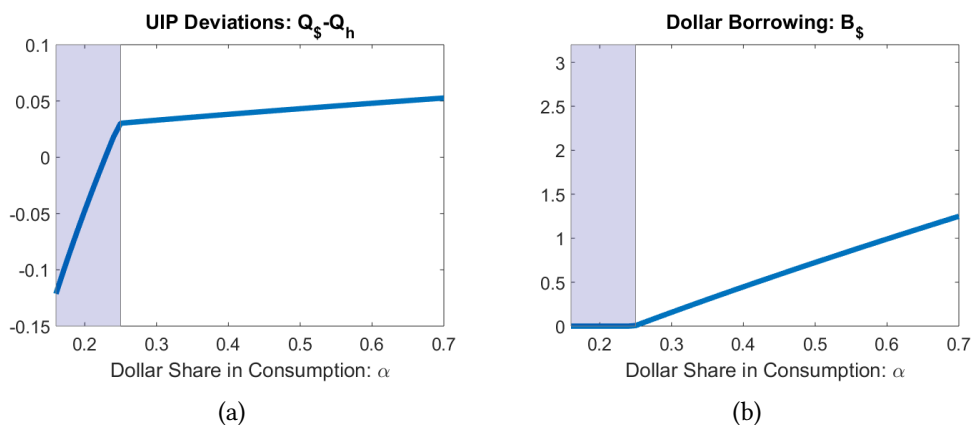 UIP Deviations: Q$-Qh
0.1
0.05
0
-0.05
-0.1
-0.15
0.2 0.3 0.4 0.5 0.6 0.7
Dollar Share in Consumption: α
(a)
Dollar Borrowing: B$
3
2.5
2
1.5
1
0.5
0
0.2 0.3 0.4 0.5 0.6 0.7
Dollar Share in Consumption: α
(b)